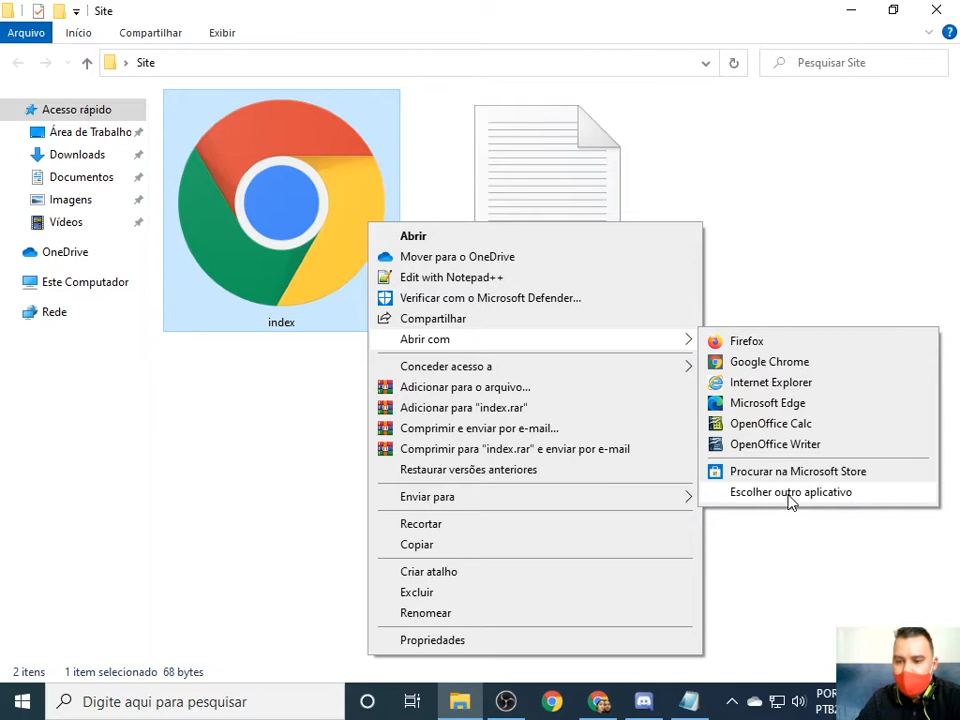 Site
Arquivo
Início
Compartilhar
Exibir
Site
Pesquisar Site
Acesso rápido
Área de Trabalho
Downloads
Documentos
Imagens
Vídeos
OneDrive
Este Computador
Rede
index
Abrir
Mover para o OneDrive
Edit with Notepad++
Verificar com o Microsoft Defender...
Compartilhar
Abrir com
Conceder acesso a
Adicionar para o arquivo...
Adicionar para "index.rar"
Comprimir e enviar por e-mail...
Comprimir para "index.rar" e enviar por e-mail
Restaurar versões anteriores
Enviar para
Recortar
Copiar
Criar atalho
Excluir
Renomear
Propriedades
Firefox
Google Chrome
Internet Explorer
Microsoft Edge
OpenOffice Calc
OpenOffice Writer
Procurar na Microsoft Store
Escolher outro aplicativo
2 itens
1 item selecionado 68 bytes
Digite aqui para pesquisar
POR
PTB2